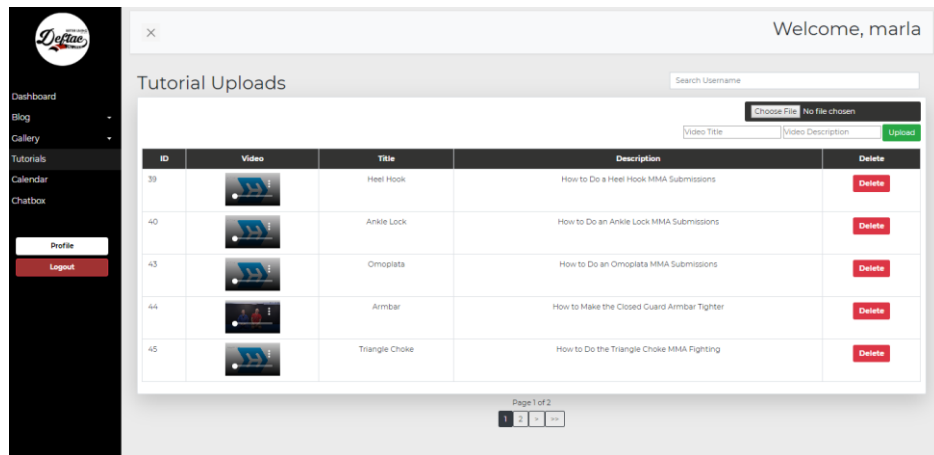 Deftac
×
Welcome, marla
Dashboard
Blog
Gallery
Tutorials
Calendar
Chatbox
Profile
Logout
Tutorial Uploads
Search Username
Choose File No file chosen
Video Title Video Description Upload
ID Video Title Description Delete
39 Heel Hook How to Do a Heel Hook MMA Submissions Delete
40 Ankle Lock How to Do an Ankle Lock MMA Submissions Delete
43 Omoplata How to Do an Omoplata MMA Submissions Delete
44 Armbar How to Make the Closed Guard Armbar Tighter Delete
45 Triangle Choke How to Do the Triangle Choke MMA Fighting Delete
Page 1 of 2
1 2 > >>